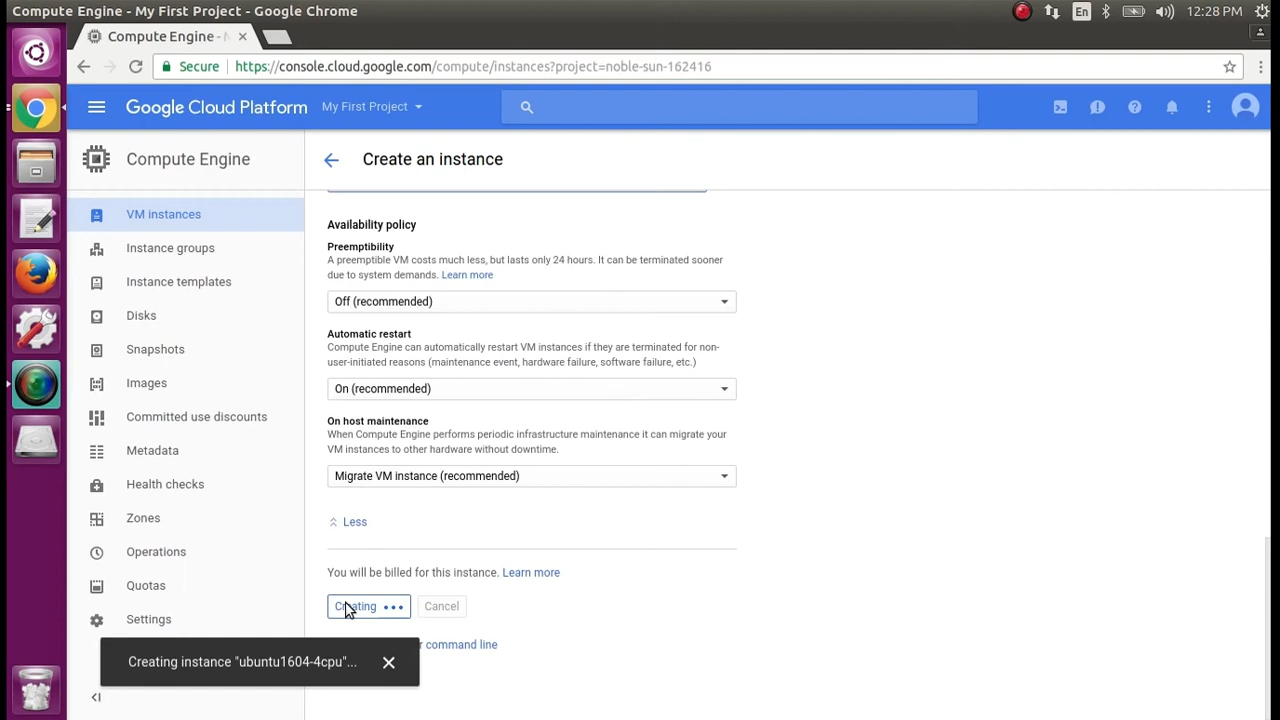 Compute Engine - My First Project - Google Chrome
En
12:28 PM
Compute Engine -
Secure
https://console.cloud.google.com/compute/instances?project=noble-sun-162416
Google Cloud Platform
My First Project
Compute Engine
Create an instance
VM instances
Instance groups
Instance templates
Disks
Snapshots
Images
Committed use discounts
Metadata
Health checks
Zones
Operations
Quotas
Settings
Availability policy
Preemptibility
A preemptible VM costs much less, but lasts only 24 hours. It can be terminated sooner
due to system demands. Learn more
Off (recommended)
Automatic restart
Compute Engine can automatically restart VM instances if they are terminated for non-
user-initiated reasons (maintenance event, hardware failure, software failure, etc.)
On (recommended)
On host maintenance
When Compute Engine performs periodic infrastructure maintenance it can migrate your
VM instances to other hardware without downtime.
Migrate VM instance (recommended)
Less
You will be billed for this instance. Learn more
Creating
Cancel
command line
Creating instance "ubuntu1604-4cpu"...